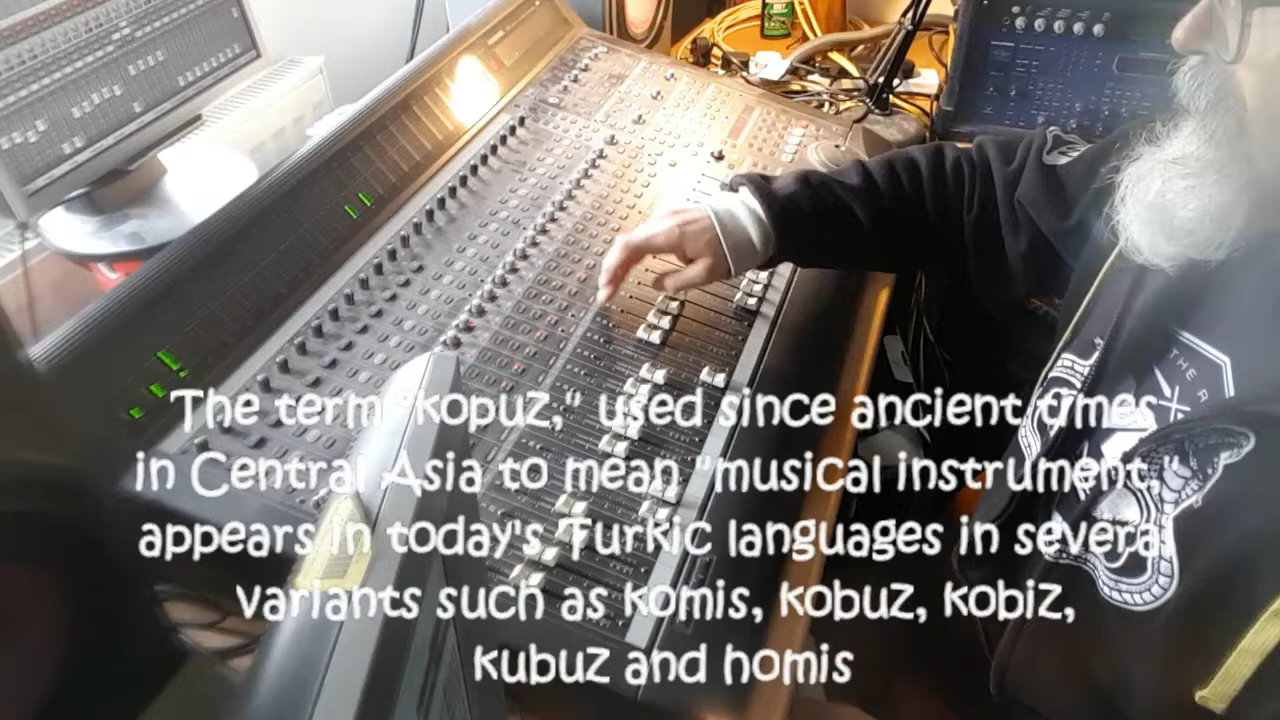 THE R
The term "kopuz," used since ancient times
in Central Asia to mean "musical instrument,"
appears in today's Turkic languages in several
variants such as komis, kobuz, kobiz,
kubuz and homis